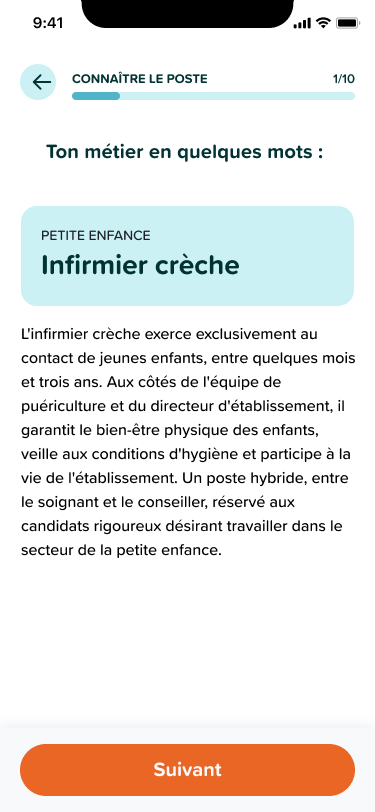 9:41
CONNAÎTRE LE POSTE
1/10
Ton métier en quelques mots :
PETITE ENFANCE
Infirmier crèche
L'infirmier crèche exerce exclusivement au
contact de jeunes enfants, entre quelques mois
et trois ans. Aux côtés de l'équipe de
puériculture et du directeur d'établissement, il
garantit le bien-être physique des enfants,
veille aux conditions d'hygiène et participe à la
vie de l'établissement. Un poste hybride, entre
le soignant et le conseiller, réservé aux
candidats rigoureux désirant travailler dans le
secteur de la petite enfance.
Suivant